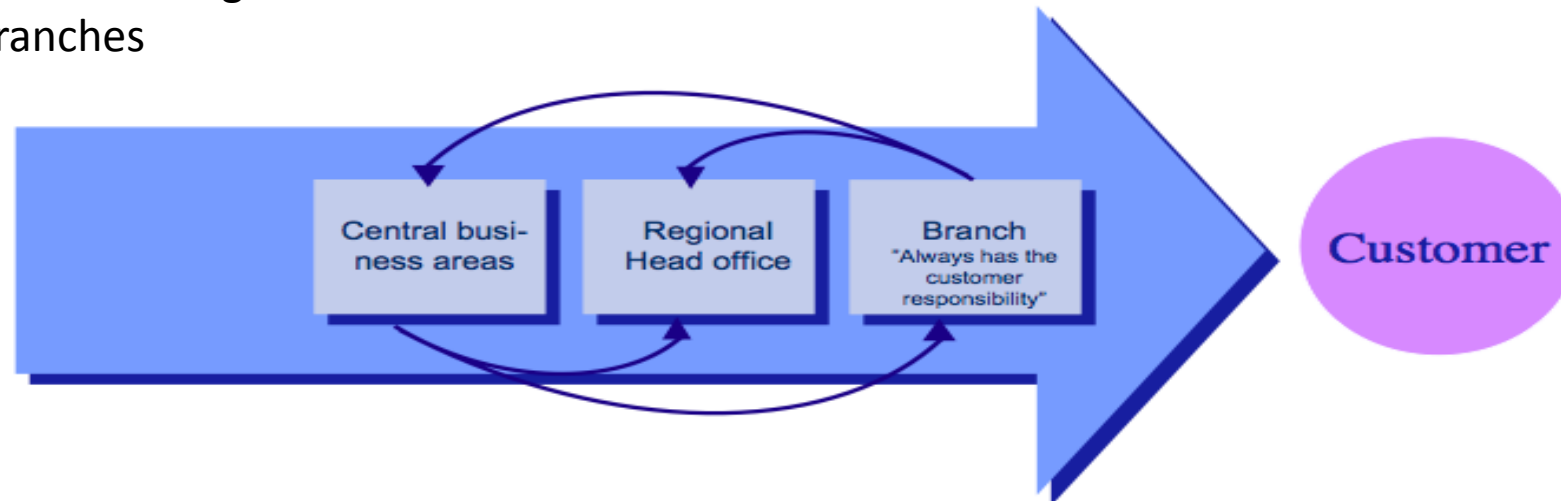 ranches
Central busi-
ness areas
Regional
Head office
Branch
"Always has the
customer
responsibility"
Customer